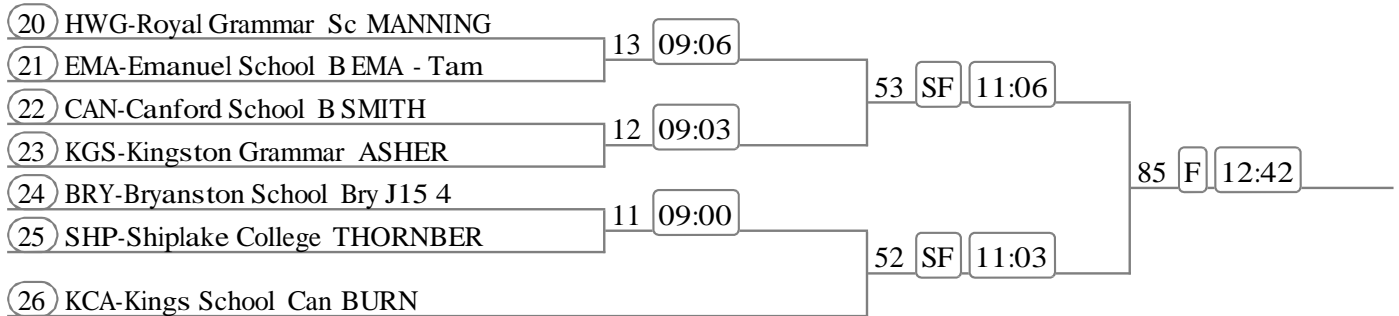 20 HWG-Royal Grammar Sc MANNING
13 09:06
21 EMA-Emanuel School B EMA - Tam
53 SF 11:06
22 CAN-Canford School B SMITH
12 09:03
23 KGS-Kingston Grammar ASHER
85 F 12:42
24 BRY-Bryanston School Bry J15 4
11 09:00
25 SHP-Shiplake College THORNBER
52 SF 11:03
26 KCA-Kings School Can BURN